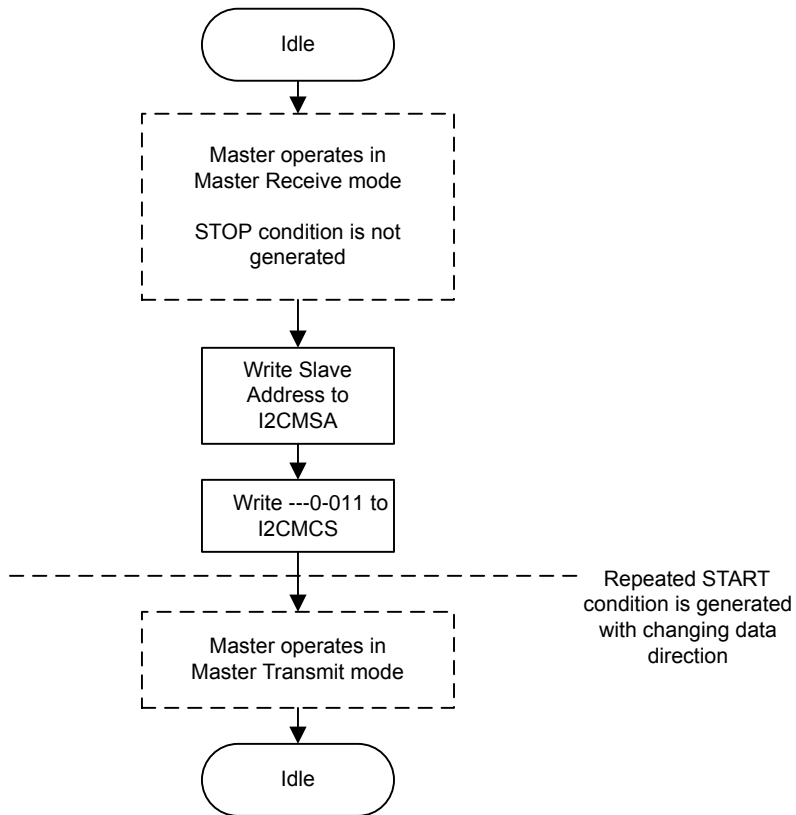 Idle
Master operates in
Master Receive mode
STOP condition is not
generated
Write Slave
Address to
I2CMSA
Write ---0-011 to
I2CMCS
Repeated START
condition is generated
with changing data
direction
Master operates in
Master Transmit mode
Idle